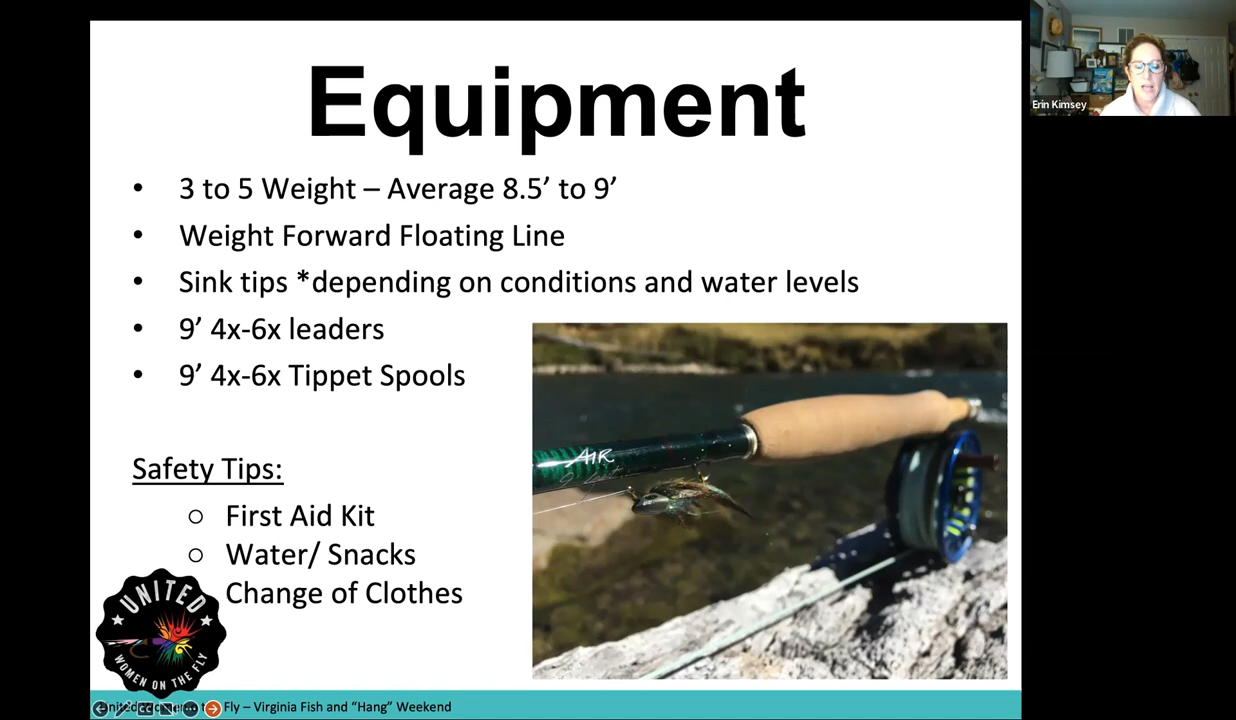 Equipment
• 3 to 5 Weight – Average 8.5’ to 9’
• Weight Forward Floating Line
• Sink tips *depending on conditions and water levels
• 9’ 4x-6x leaders
• 9’ 4x-6x Tippet Spools
AIR
Safety Tips:
○ First Aid Kit
○ Water/ Snacks
Change of Clothes
UNITED
WOMEN ON THE FLY
Fly – Virginia Fish and “Hang” Weekend
Erin Kimsey